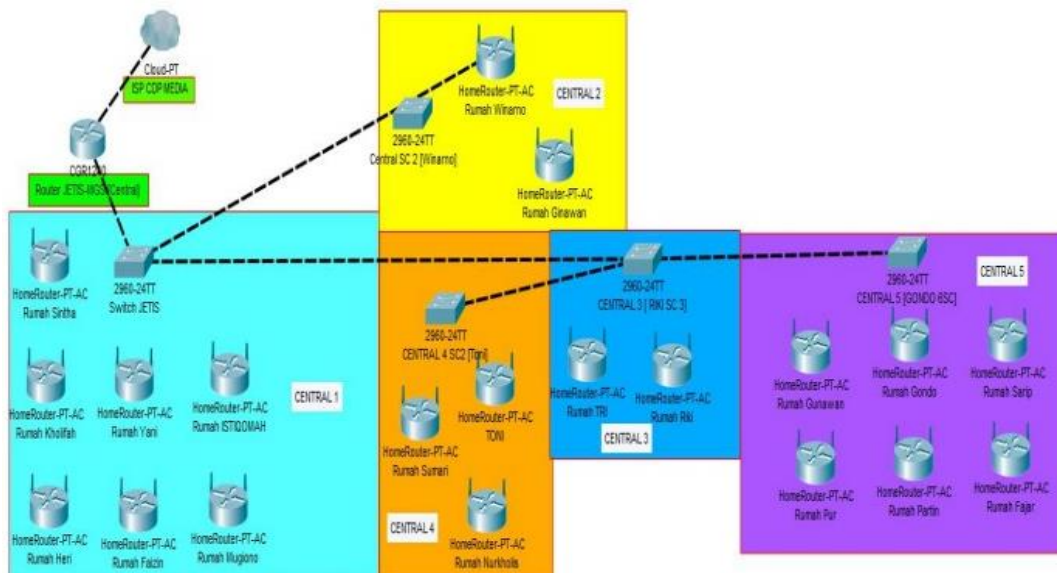 Cloud-PT
ISP CDP MEDIA
CGR1240
Router JETIS-MGS [Central]
HomeRouter-PT-AC
Rumah Sintha
2960-24TT
Switch JETIS
HomeRouter-PT-AC
Rumah Kholifah
HomeRouter-PT-AC
Rumah Yani
HomeRouter-PT-AC
Rumah ISTIQOMAH
CENTRAL 1
HomeRouter-PT-AC
Rumah Heri
HomeRouter-PT-AC
Rumah Faizin
HomeRouter-PT-AC
Rumah Mugiono
HomeRouter-PT-AC
Rumah Winarno
CENTRAL 2
2960-24TT
Central SC 2 [Winarno]
HomeRouter-PT-AC
Rumah Ginawan
2960-24TT
CENTRAL 4 SC2 [Toni]
HomeRouter-PT-AC
Rumah Sumari
HomeRouter-PT-AC
TONI
CENTRAL 4
HomeRouter-PT-AC
Rumah Nurkholis
2960-24TT
CENTRAL 3 [ RIKI SC 3]
HomeRouter-PT-AC
Rumah TRI
HomeRouter-PT-AC
Rumah Riki
CENTRAL 3
2960-24TT
CENTRAL 5 [GONDO 6SC]
CENTRAL 5
HomeRouter-PT-AC
Rumah Gunawan
HomeRouter-PT-AC
Rumah Gondo
HomeRouter-PT-AC
Rumah Sarip
HomeRouter-PT-AC
Rumah Pur
HomeRouter-PT-AC
Rumah Partin
HomeRouter-PT-AC
Rumah Fajar